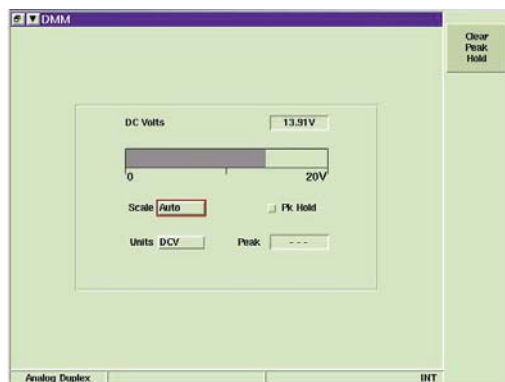 DMM
Clear
Peak
Hold
DC Volts 13.91V
0 20V
Scale Auto Pk Hold
Units DCV Peak - - -
Analog Duplex INT